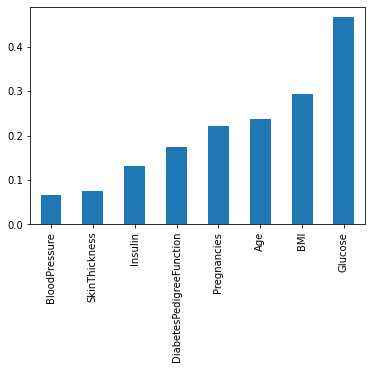 0.4
0.3
0.2
0.1
0.0
BloodPressure
SkinThickness
Insulin
DiabetesPedigreeFunction
Pregnancies
Age
BMI
Glucose